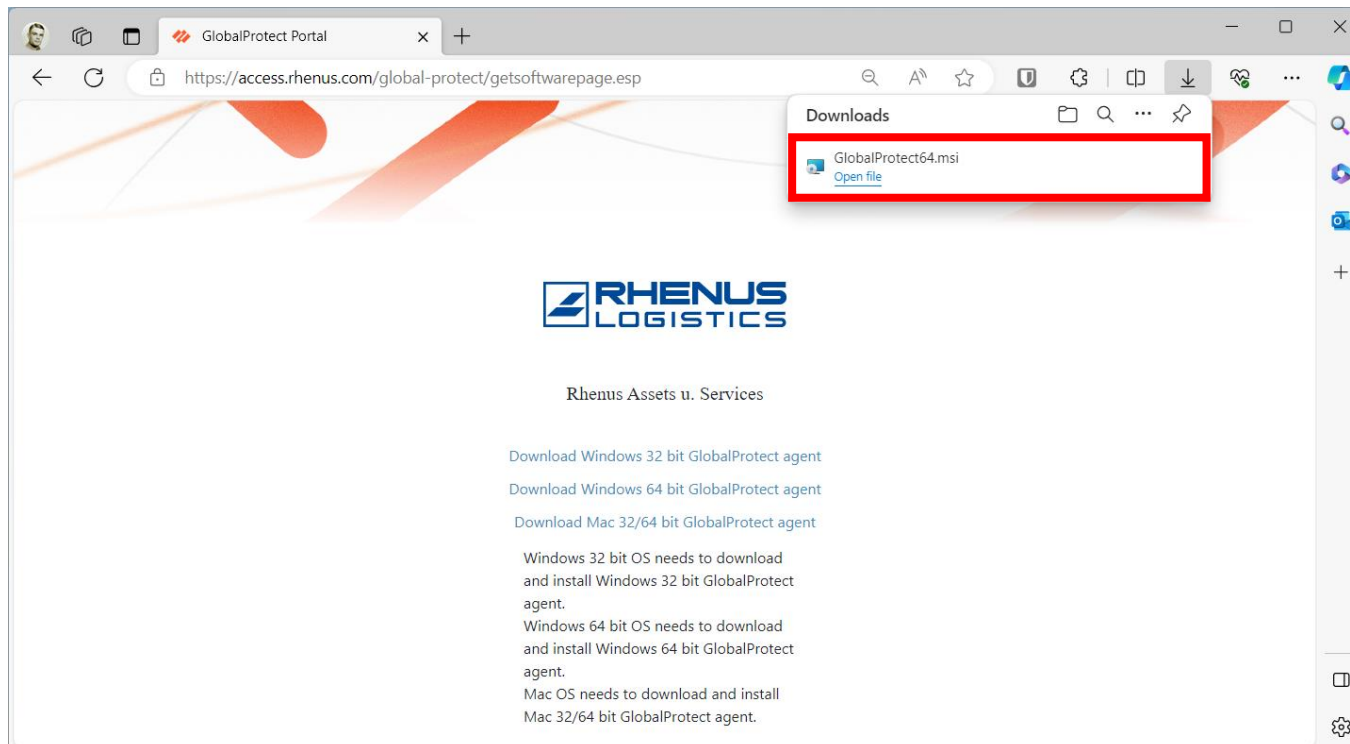 GlobalProtect Portal
https://access.rhenus.com/global-protect/getsoftwarepage.esp
Downloads
GlobalProtect64.msi
Open file
RHENUS
LOGISTICS
Rhenus Assets u. Services
Download Windows 32 bit GlobalProtect agent
Download Windows 64 bit GlobalProtect agent
Download Mac 32/64 bit GlobalProtect agent
Windows 32 bit OS needs to download
and install Windows 32 bit GlobalProtect
agent.
Windows 64 bit OS needs to download
and install Windows 64 bit GlobalProtect
agent.
Mac OS needs to download and install
Mac 32/64 bit GlobalProtect agent.